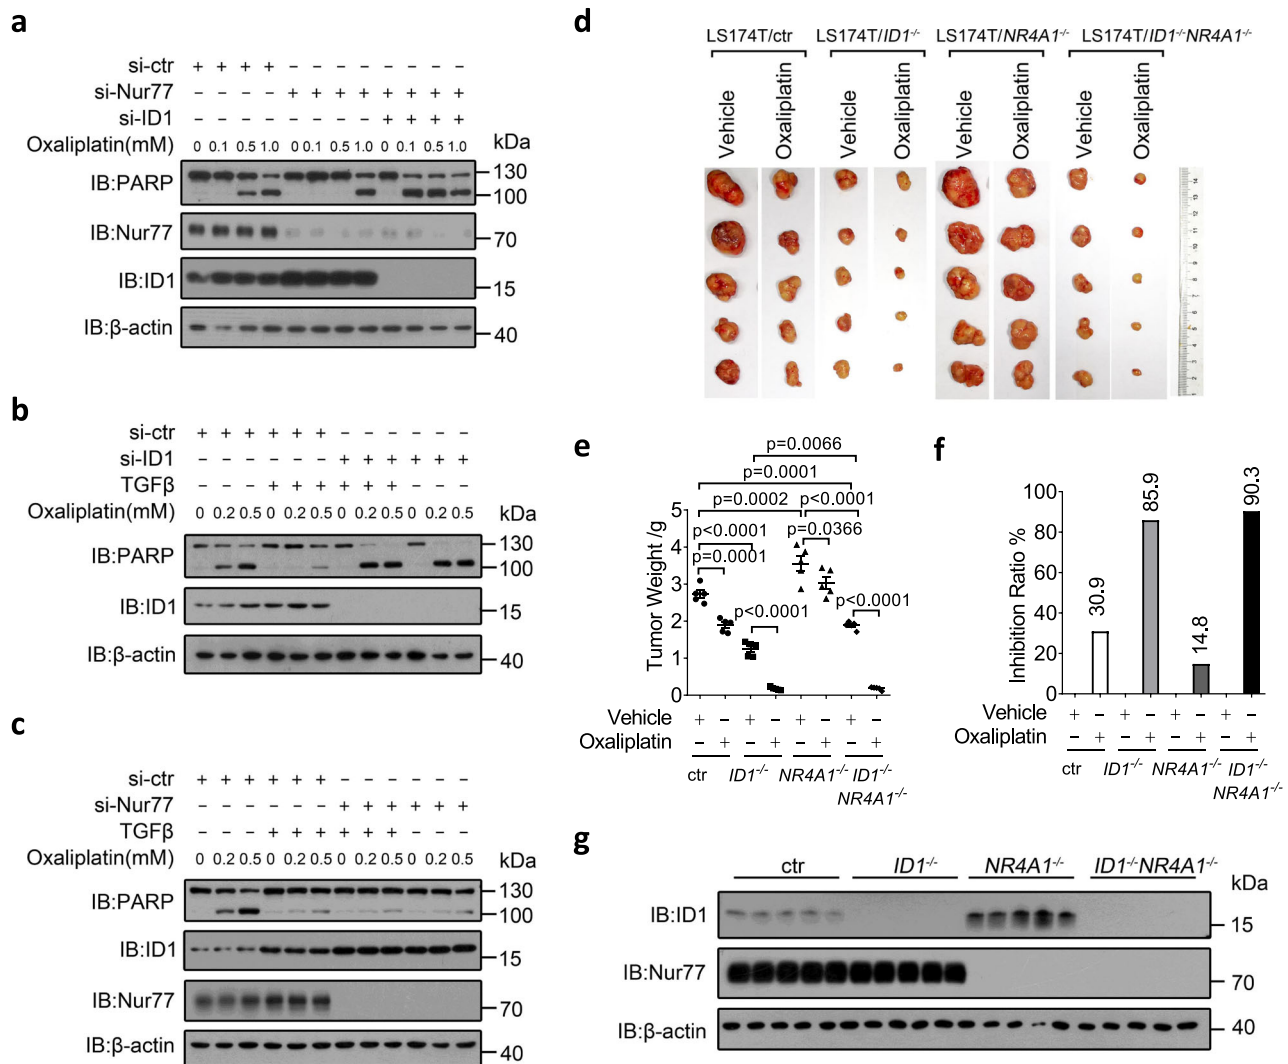 a
si-ctr + + + + – – – – – – – –
si-Nur77 – – – – + + + + + + + +
si-ID1 – – – – – – – – + + + +
Oxaliplatin(mM) 0 0.1 0.5 1.0 0 0.1 0.5 1.0 0 0.1 0.5 1.0 kDa
IB:PARP 130
100
IB:Nur77 70
IB:ID1 15
IB:β-actin 40
b
si-ctr + + + + + + – – – – – –
si-ID1 – – – – – – + + + + + +
TGFβ – – – + + + + + + – – –
Oxaliplatin(mM) 0 0.2 0.5 0 0.2 0.5 0 0.2 0.5 0 0.2 0.5 kDa
IB:PARP 130
100
IB:ID1 15
IB:β-actin 40
c
si-ctr + + + + + + – – – – – –
si-Nur77 – – – – – – + + + + + +
TGFβ – – – + + + + + + – – –
Oxaliplatin(mM) 0 0.2 0.5 0 0.2 0.5 0 0.2 0.5 0 0.2 0.5 kDa
IB:PARP 130
100
IB:ID1 15
IB:Nur77 70
IB:β-actin 40
d
LS174T/ctr LS174T/ID1-/- LS174T/NR4A1-/- LS174T/ID1-/-NR4A1-/-
Vehicle Oxaliplatin Vehicle Oxaliplatin Vehicle Oxaliplatin Vehicle Oxaliplatin
e
p=0.0066
p=0.0001
p=0.0002 p<0.0001
p<0.0001 p=0.0366
p=0.0001
p<0.0001 p<0.0001
Tumor Weight /g
5
4
3
2
1
0
Vehicle + – + – + – + –
Oxaliplatin – + – + – + – +
ctr ID1-/- NR4A1-/- ID1-/-
NR4A1-/-
f
Inhibition Ratio %
100
80
60
40
20
0
30.9 85.9 14.8 90.3
Vehicle + – + – + – + –
Oxaliplatin – + – + – + – +
ctr ID1-/- NR4A1-/- ID1-/-
NR4A1-/-
g
ctr ID1-/- NR4A1-/- ID1-/-NR4A1-/-
kDa
IB:ID1 15
IB:Nur77 70
IB:β-actin 40